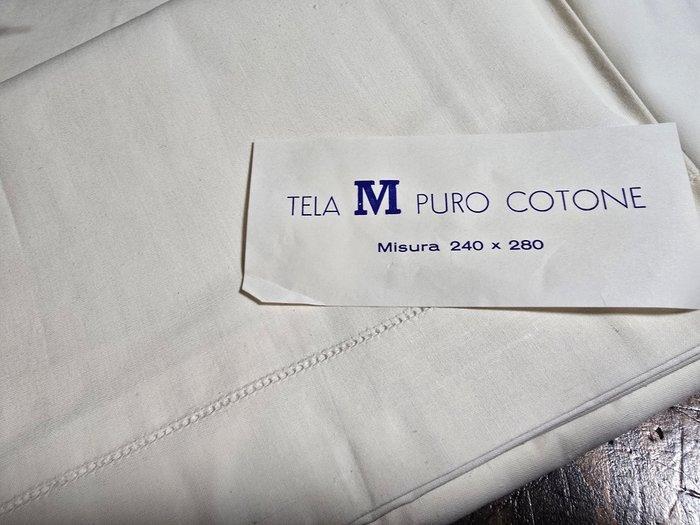 TELA M PURO COTONE
Misura 240 x 280